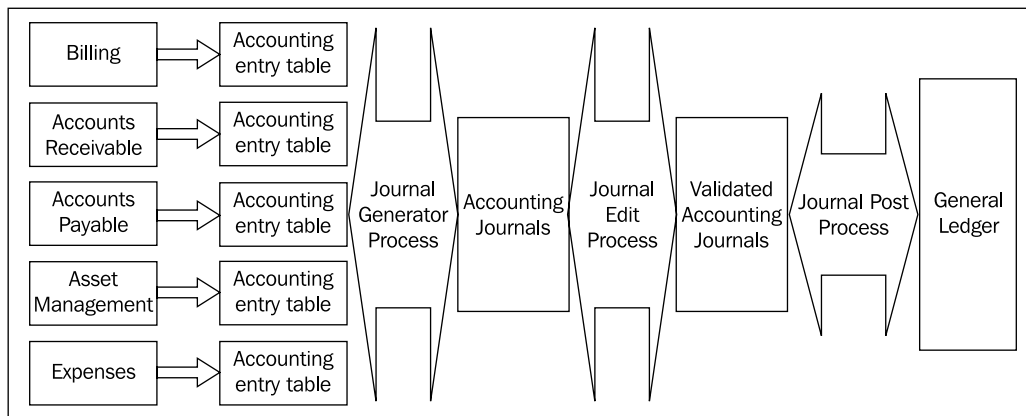 Billing
Accounting
entry table
Accounts
Receivable
Accounting
entry table
Accounts
Payable
Accounting
entry table
Asset
Management
Accounting
entry table
Expenses
Accounting
entry table
Journal
Generator
Process
Accounting
Journals
Journal
Edit
Process
Validated
Accounting
Journals
Journal Post
Process
General
Ledger